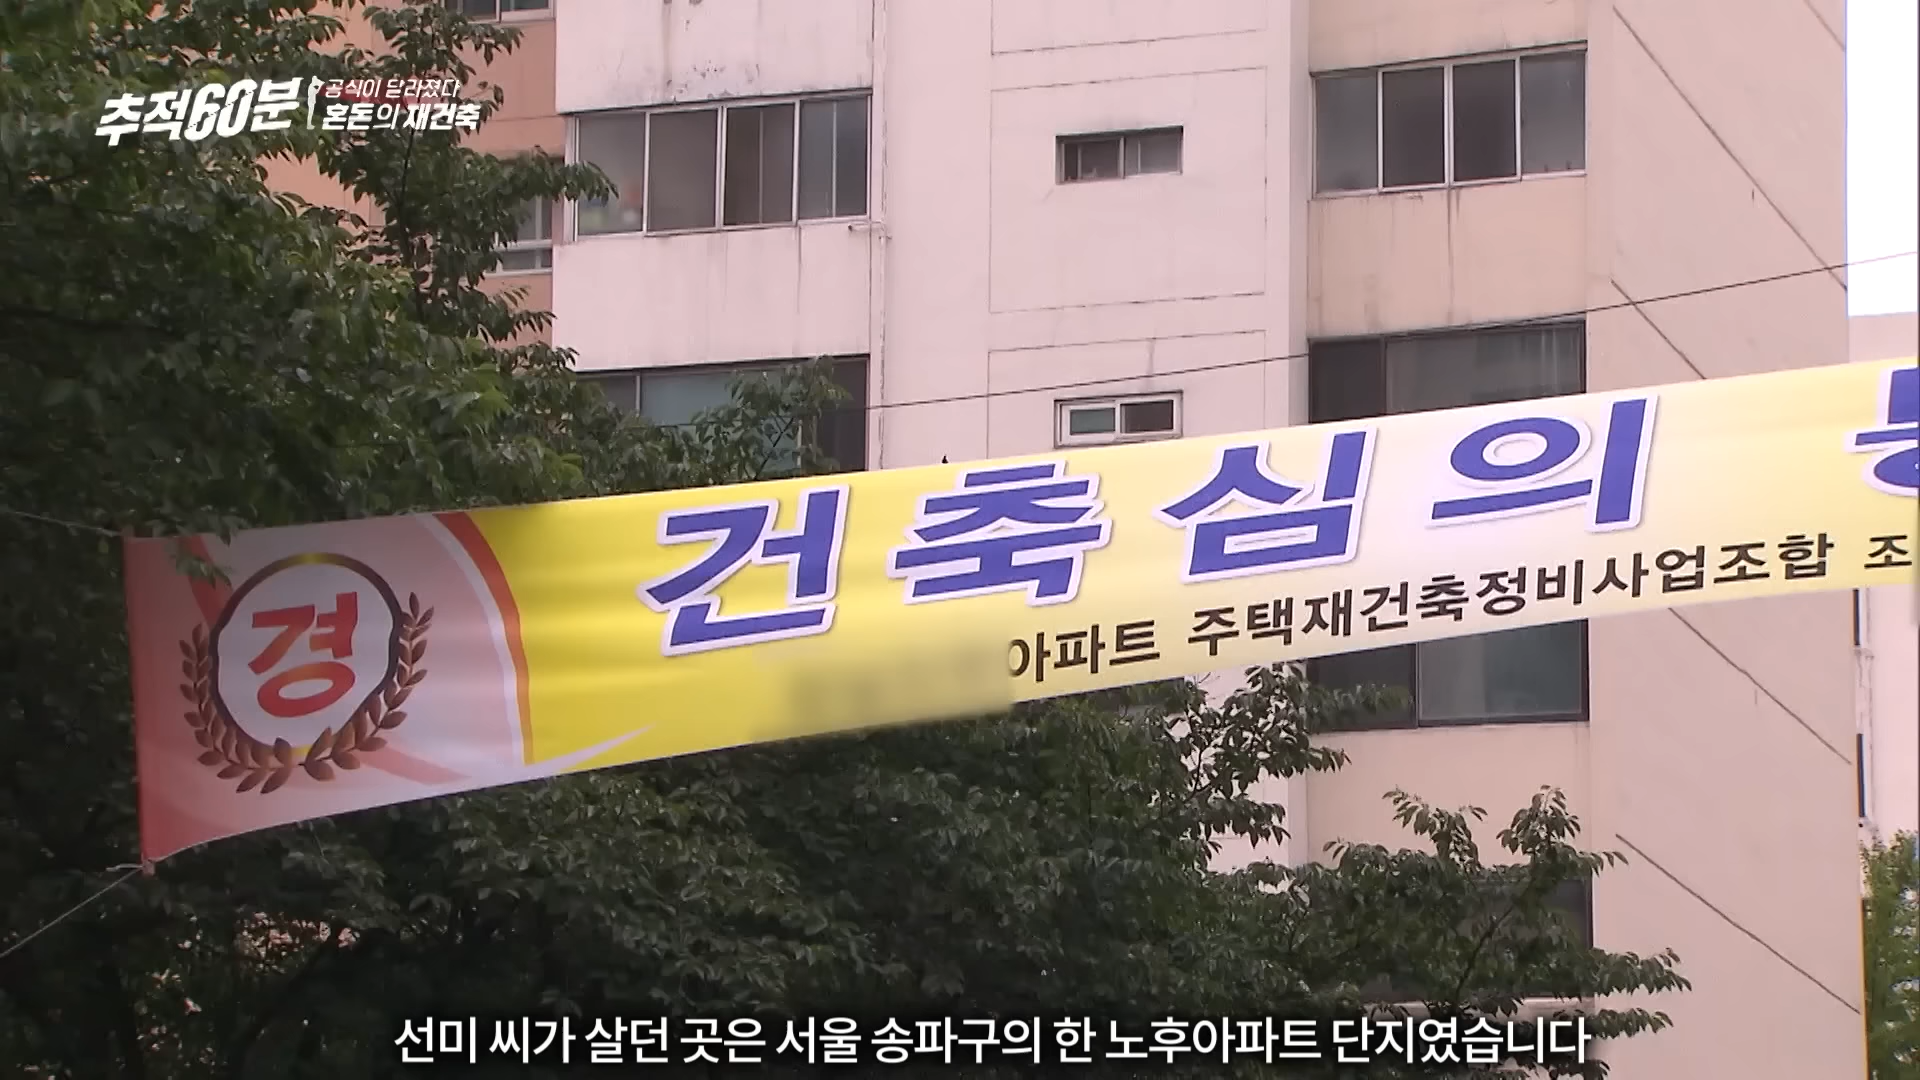 추적60분
공식이 달라졌다
혼돈의 재건축
경
건축심의
아파트 주택재건축정비사업조합
선미 씨가 살던 곳은 서울 송파구의 한 노후아파트 단지였습니다